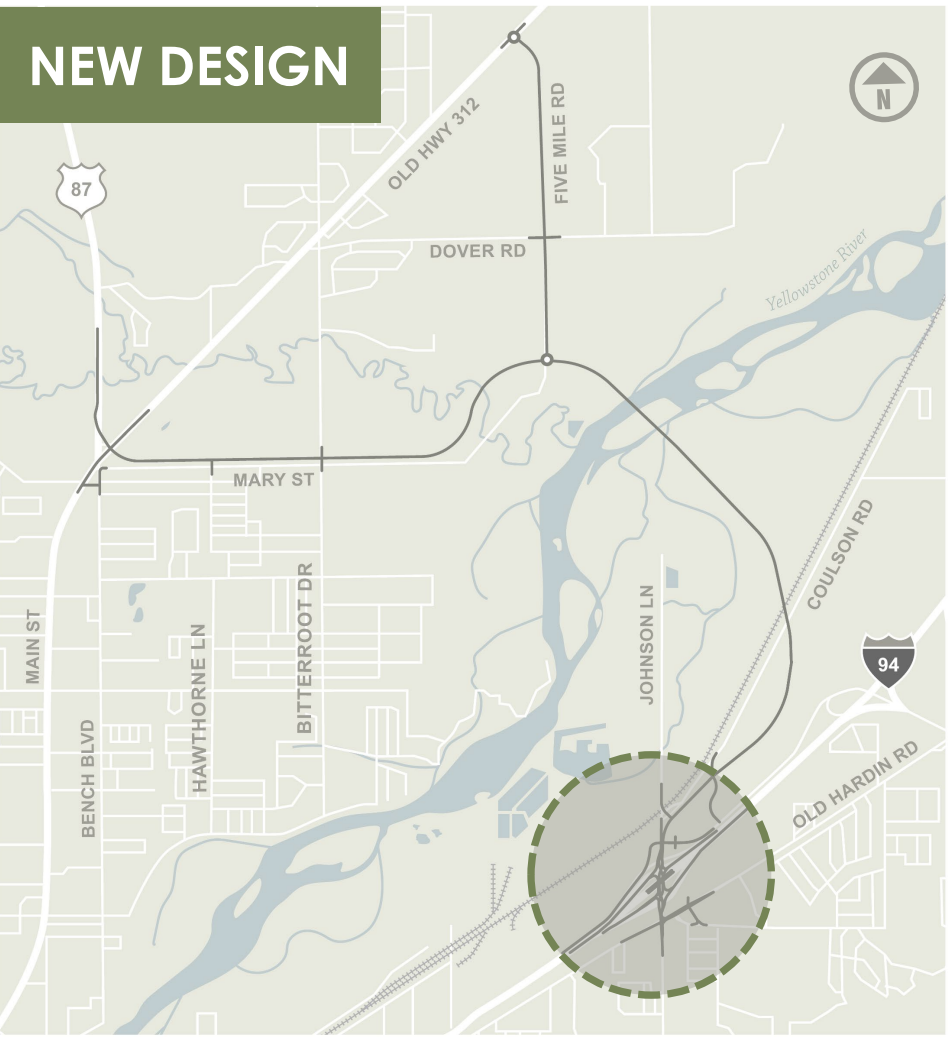 NEW DESIGN
N
OLD HWY 312
FIVE MILE RD
87
DOVER RD
Yellowstone River
MARY ST
COULSON RD
BITTERROOT DR
JOHNSON LN
MAIN ST
HAWTHORNE LN
94
BENCH BLVD
OLD HARDIN RD